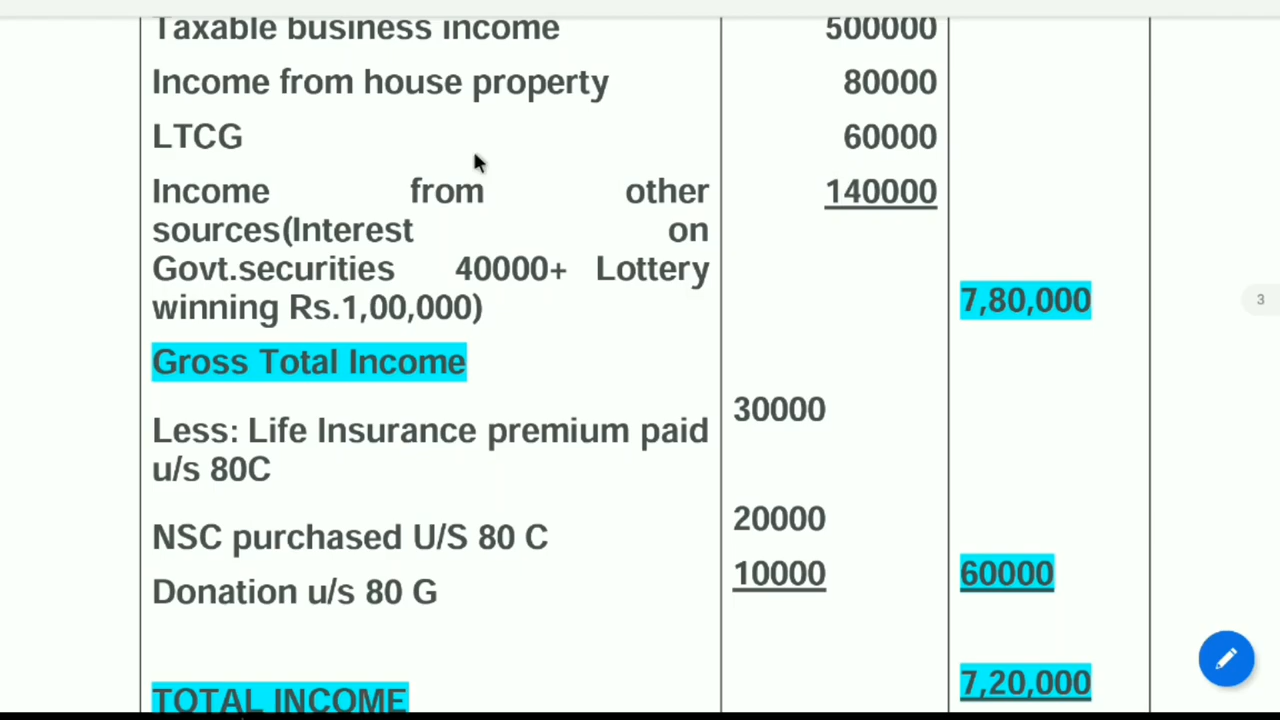 Taxable business income 500000
Income from house property 80000
LTCG 60000
Income from other 140000
sources(Interest on
Govt.securities 40000+ Lottery
winning Rs.1,00,000) 7,80,000
Gross Total Income
30000
Less: Life Insurance premium paid
u/s 80C
20000
NSC purchased U/S 80 C
10000 60000
Donation u/s 80 G
7,20,000
TOTAL INCOME
3